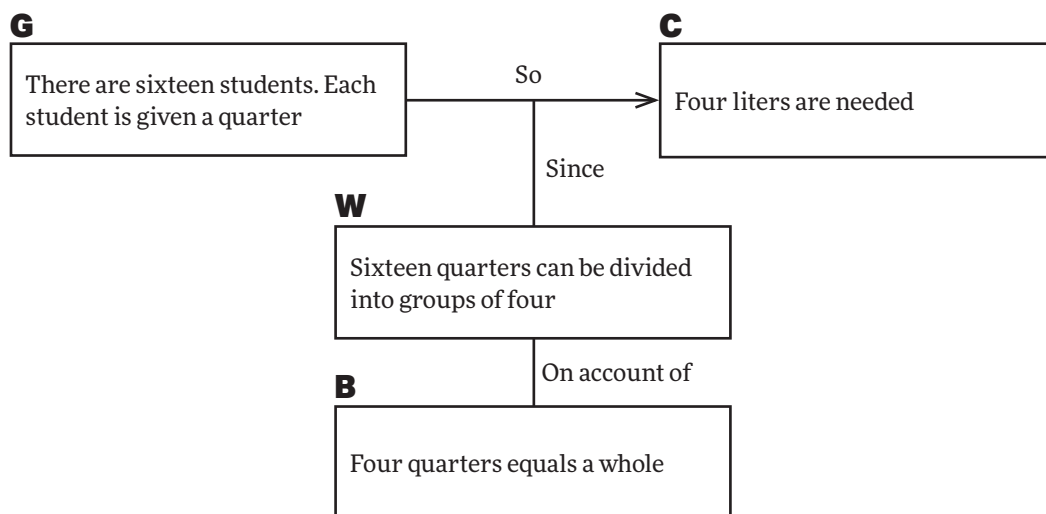 G
There are sixteen students. Each
student is given a quarter
So
C
Four liters are needed
Since
W
Sixteen quarters can be divided
into groups of four
On account of
B
Four quarters equals a whole